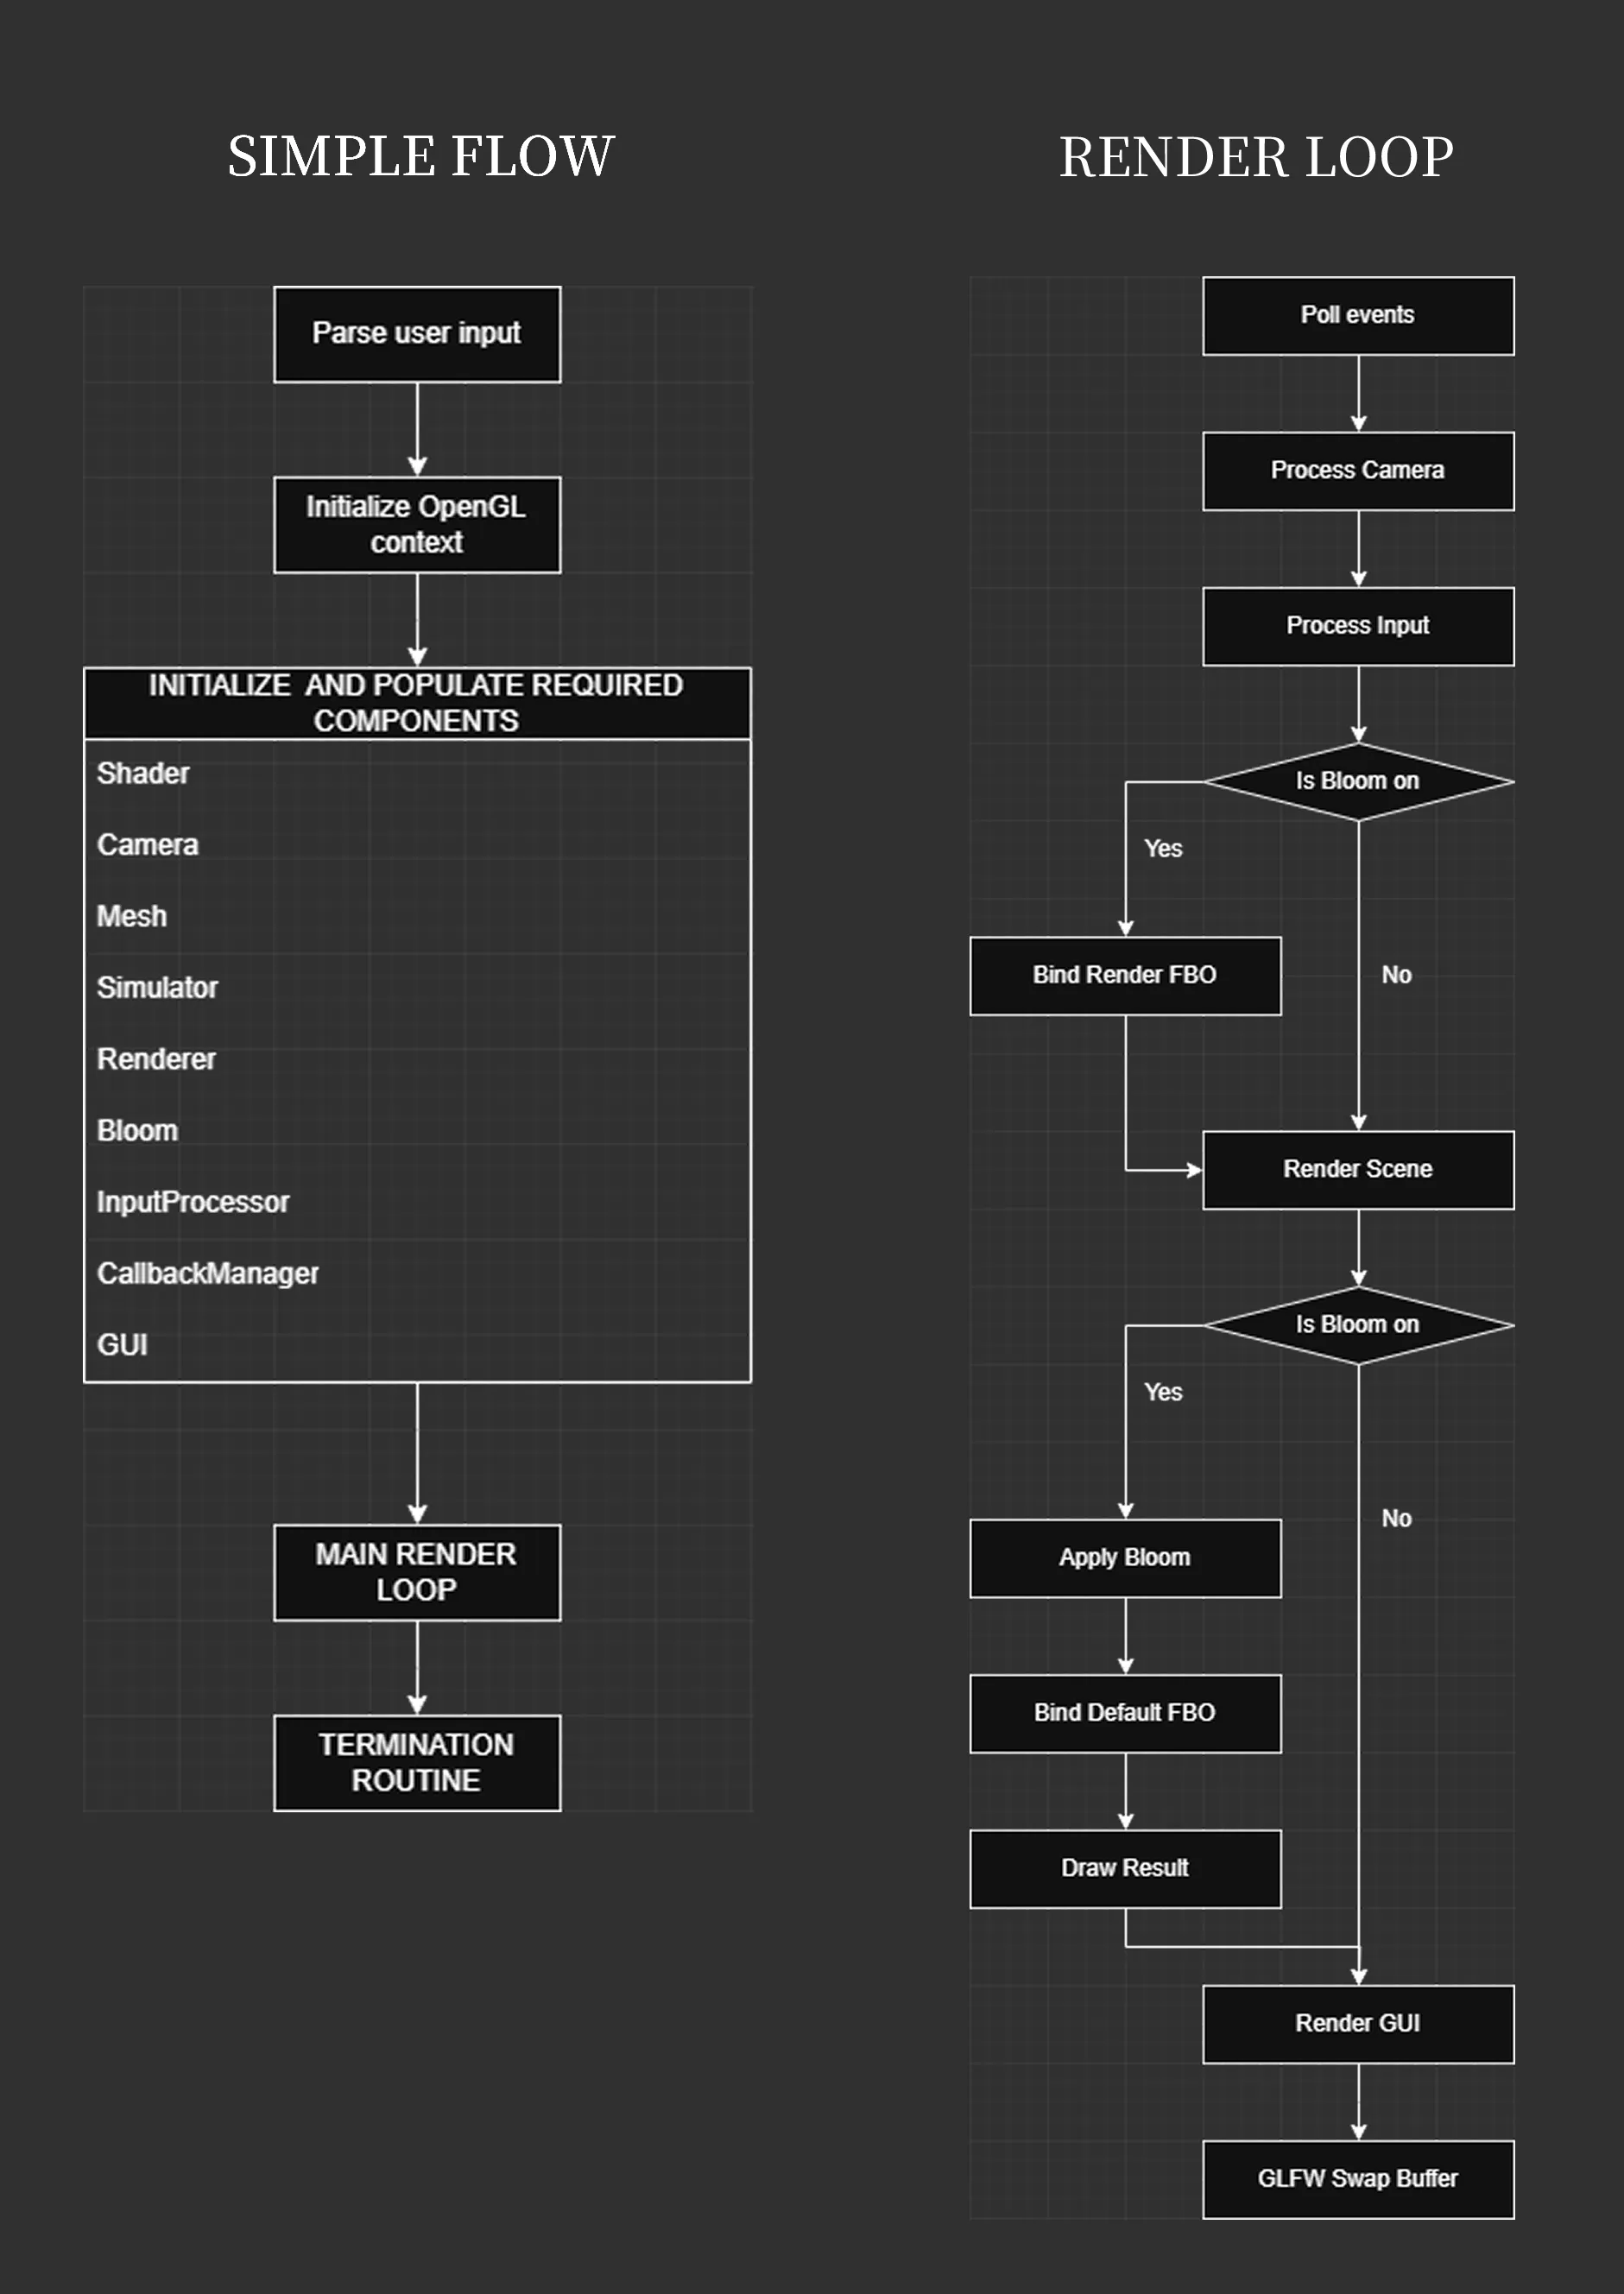 SIMPLE FLOW
Parse user input
Initialize OpenGL
context
INITIALIZE  AND POPULATE REQUIRED
COMPONENTS
Shader
Camera
Mesh
Simulator
Renderer
Bloom
InputProcessor
CallbackManager
GUI
MAIN RENDER
LOOP
TERMINATION
ROUTINE
RENDER LOOP
Poll events
Process Camera
Process Input
Is Bloom on
Yes
Bind Render FBO
No
Render Scene
Is Bloom on
Yes
No
Apply Bloom
Bind Default FBO
Draw Result
Render GUI
GLFW Swap Buffer